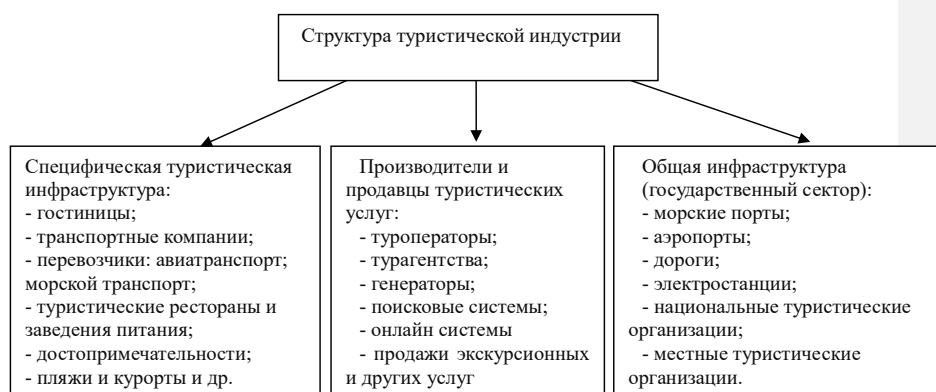 Структура туристической индустрии
Специфическая туристическая
инфраструктура:
- гостиницы;
- транспортные компании;
- перевозчики: авиатранспорт;
морской транспорт;
- туристические рестораны и
заведения питания;
- достопримечательности;
- пляжи и курорты и др.
Производители и
продавцы туристических
услуг:
- туроператоры;
- турагентства;
- генераторы;
- поисковые системы;
- онлайн системы
- продажи экскурсионных
и других услуг
Общая инфраструктура
(государственный сектор):
- морские порты;
- аэропорты;
- дороги;
- электростанции;
- национальные туристические
организации;
- местные туристические
организации.